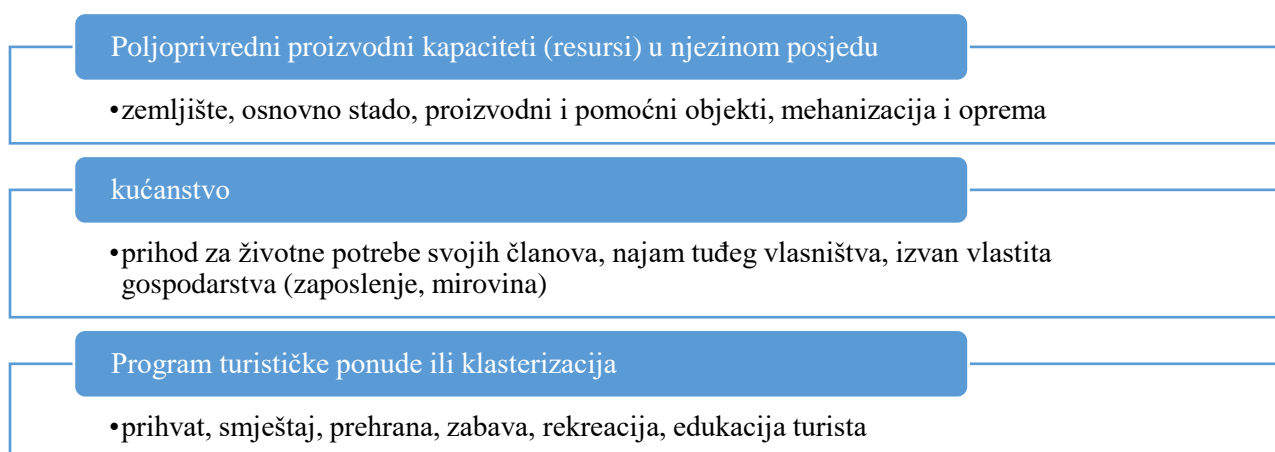 Poljoprivredni proizvodni kapaciteti (resursi) u njezinom posjedu
•zemljište, osnovno stado, proizvodni i pomoćni objekti, mehanizacija i oprema
kućanstvo
•prihod za životne potrebe svojih članova, najam tuđeg vlasništva, izvan vlastita
gospodarstva (zaposlenje, mirovina)
Program turističke ponude ili klasterizacija
•prihvat, smještaj, prehrana, zabava, rekreacija, edukacija turista